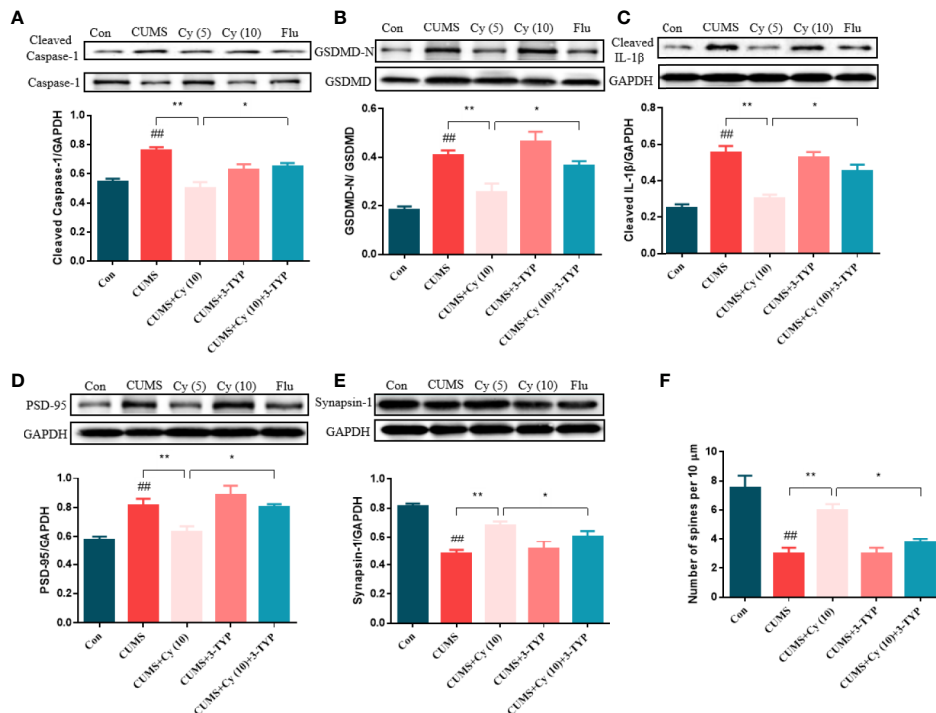 A
Con CUMS Cy (5) Cy (10) Flu
Cleaved
Caspase-1
Caspase-1
Cleaved Caspase-1/GAPDH
1.0
0.8
0.6
0.4
0.2
0.0
##
**
*
Con
CUMS
CUMS+Cy (10)
CUMS+3-TYP
CUMS+Cy (10)+3-TYP
B
Con CUMS Cy (5) Cy (10) Flu
GSDMD-N
GSDMD
GSDMD-N/ GSDMD
0.6
0.4
0.2
0.0
##
**
*
Con
CUMS
CUMS+Cy (10)
CUMS+3-TYP
CUMS+Cy (10)+3-TYP
C
Con CUMS Cy (5) Cy (10) Flu
Cleaved
IL-1β
GAPDH
Cleaved IL-1β/GAPDH
0.8
0.6
0.4
0.2
0.0
##
**
*
Con
CUMS
CUMS+Cy (10)
CUMS+3-TYP
CUMS+Cy (10)+3-TYP
D
Con CUMS Cy (5) Cy (10) Flu
PSD-95
GAPDH
PSD-95/GAPDH
1.0
0.8
0.6
0.4
0.2
0.0
##
**
*
Con
CUMS
CUMS+Cy (10)
CUMS+3-TYP
CUMS+Cy (10)+3-TYP
E
Con CUMS Cy (5) Cy (10) Flu
Synapsin-1
GAPDH
Synapsin-1/GAPDH
1.0
0.8
0.6
0.4
0.2
0.0
##
**
*
Con
CUMS
CUMS+Cy (10)
CUMS+3-TYP
CUMS+Cy (10)+3-TYP
F
Number of spines per 10 μm
10
8
6
4
2
0
##
**
*
Con
CUMS
CUMS+Cy (10)
CUMS+3-TYP
CUMS+Cy (10)+3-TYP